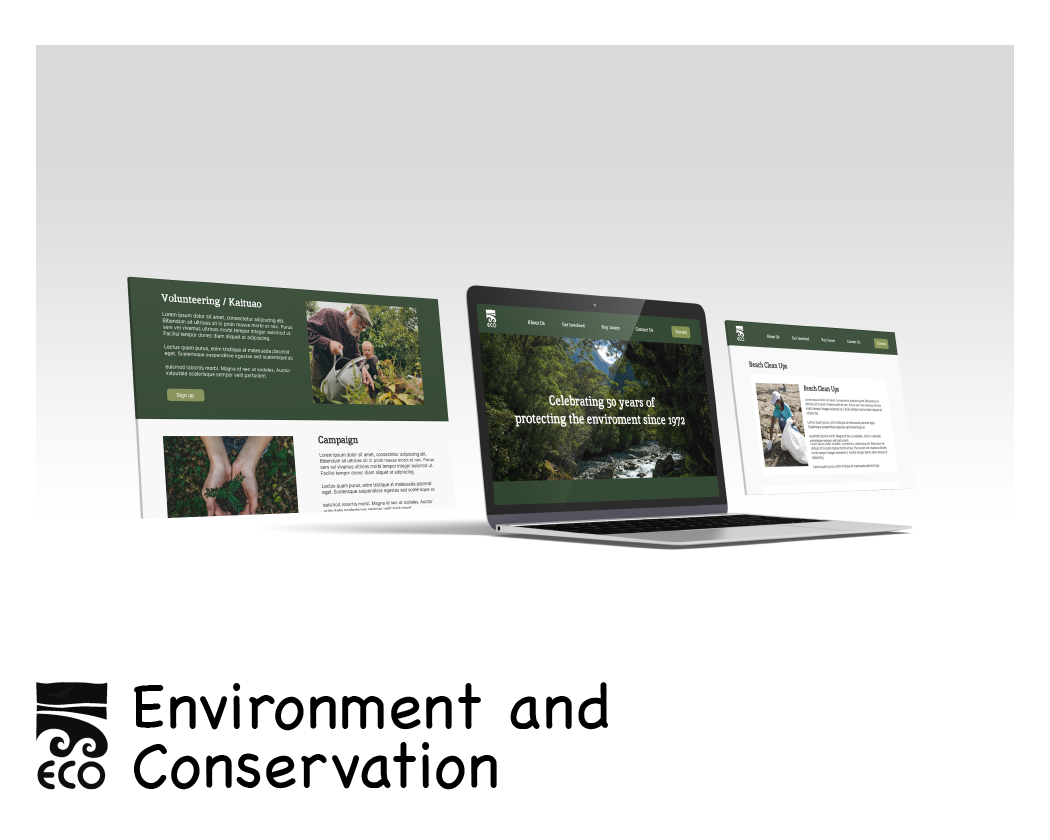 Volunteering / Kaituao
Lorem ipsum dolor sit amet, consectetur adipiscing elit.
Bibendum sit ultrices sit in proin massa morbi et nec. Purus
sem vel vivamus ultrices morbi tempor integer euismod ut.
Facilisi tempor donec diam aliquet at adipiscing.
Lectus quam purus, enim tristique at malesuada placerat
eget. Scelerisque suspendisse egestas sed scelerisque ac
euismod lobortis morbi. Magna id nec ut sodales. Auctor
vulputate scelerisque semper velit parturient.
Sign up
Campaign
Lorem ipsum dolor sit amet, consectetur adipiscing elit.
Bibendum sit ultrices sit in proin massa morbi et nec. Purus
sem vel vivamus ultrices morbi tempor integer euismod ut.
Facilisi tempor donec diam aliquet at adipiscing.
Lectus quam purus, enim tristique at malesuada placerat
eget. Scelerisque suspendisse egestas sed scelerisque ac
euismod lobortis morbi. Magna id nec ut sodales. Auctor
ECO
About Us Get Involved Key Issues Contact Us Donate
Celebrating 50 years of
protecting the enviroment since 1972
ECO
About Us Get Involved Key Issues Contact Us Donate
Beach Clean Ups
Beach Clean Ups
ECO
Environment and
Conservation